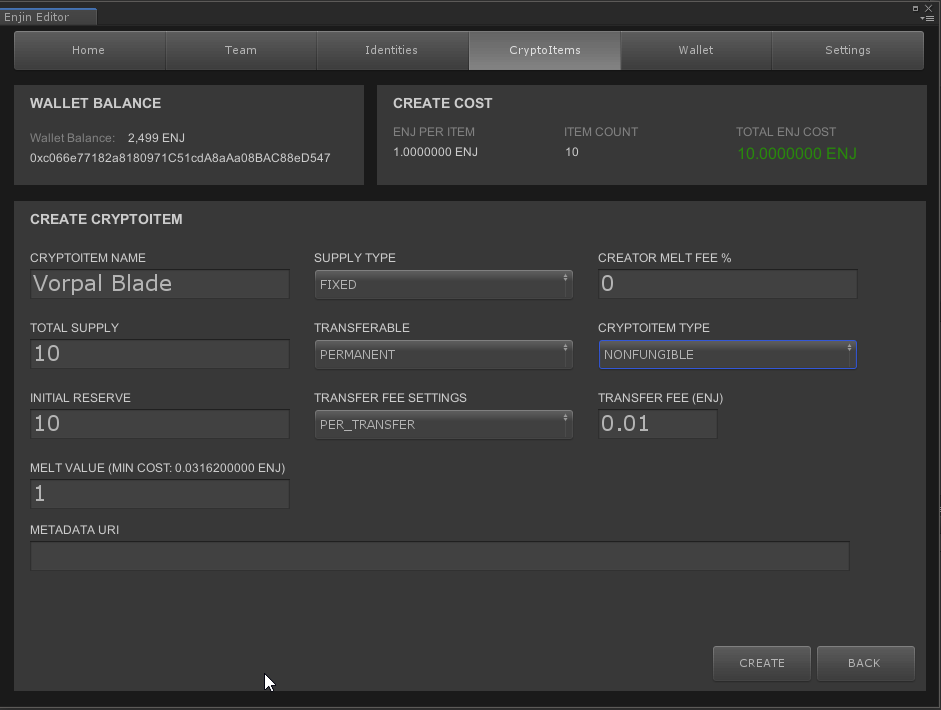 Enjin Editor
Home Team Identities CryptoItems Wallet Settings
WALLET BALANCE
Wallet Balance: 2,499 ENJ
0xc066e77182a8180971C51cdA8aAa08BAC88eD547
CREATE COST
ENJ PER ITEM ITEM COUNT TOTAL ENJ COST
1.0000000 ENJ 10 10.0000000 ENJ
CREATE CRYPTOITEM
CRYPTOITEM NAME SUPPLY TYPE CREATOR MELT FEE %
Vorpal Blade FIXED 0
TOTAL SUPPLY TRANSFERABLE CRYPTOITEM TYPE
10 PERMANENT NONFUNGIBLE
INITIAL RESERVE TRANSFER FEE SETTINGS TRANSFER FEE (ENJ)
10 PER_TRANSFER 0.01
MELT VALUE (MIN COST: 0.0316200000 ENJ)
1
METADATA URI
CREATE BACK